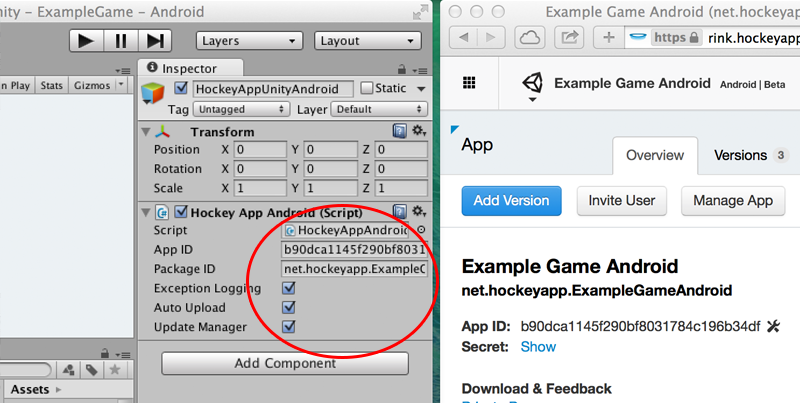 nity – ExampleGame – Android
Layers
Layout
Inspector
n Play
Stats
Gizmos
HockeyAppUnityAndroid
Static
Tag
Untagged
Layer
Default
Transform
Position X 0 Y 0 Z 0
Rotation X 0 Y 0 Z 0
Scale X 1 Y 1 Z 1
Hockey App Android (Script)
Script HockeyAppAndroid
App ID b90dca1145f290bf8031
Package ID net.hockeyapp.ExampleG
Exception Logging
Auto Upload
Update Manager
Add Component
Assets
Example Game Android (net.hockeyapp
https rink.hockeyapp
Example Game Android Android | Beta
App
Overview
Versions 3
Add Version
Invite User
Manage App
Example Game Android
net.hockeyapp.ExampleGameAndroid
App ID: b90dca1145f290bf8031784c196b34df
Secret: Show
Download & Feedback